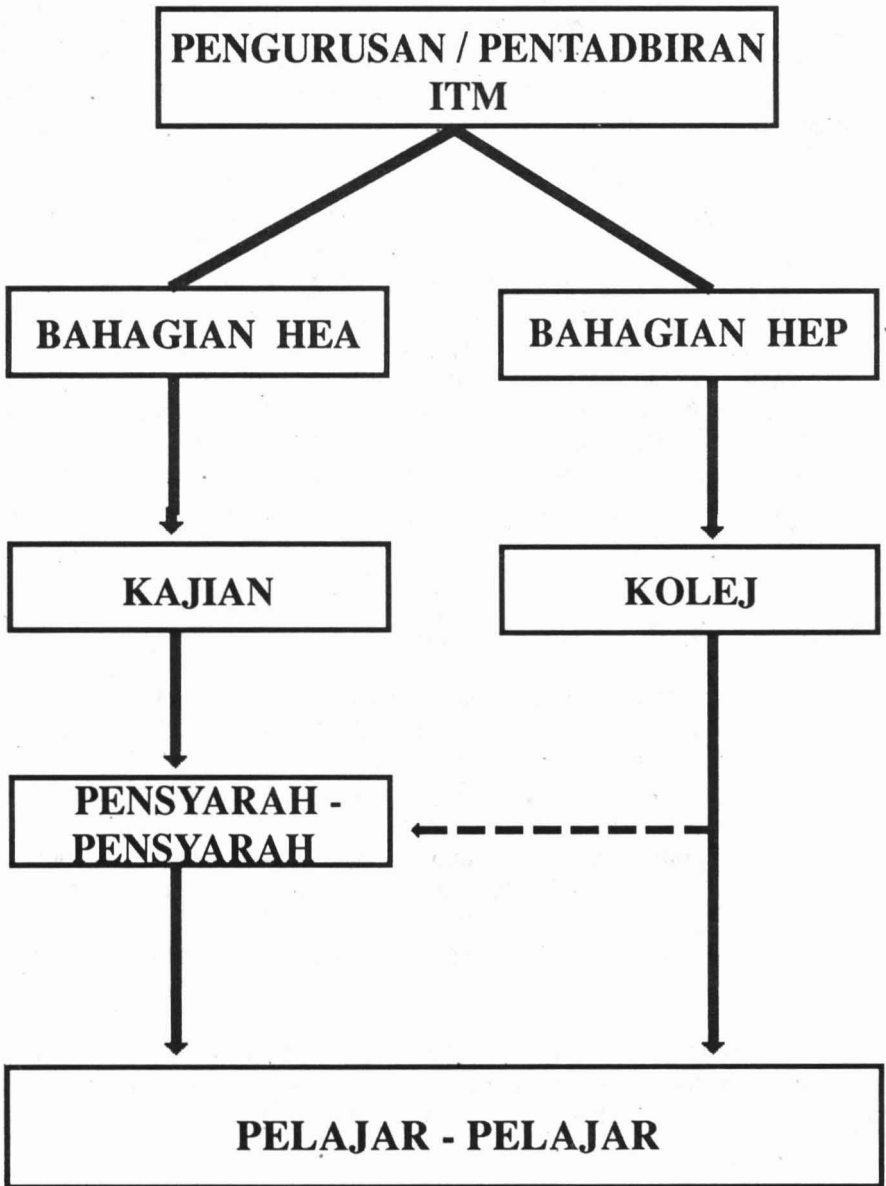 PENGURUSAN / PENTADBIRAN
ITM
BAHAGIAN HEA
BAHAGIAN HEP
KAJIAN
KOLEJ
PENSYARAH -
PENSYARAH
PELAJAR - PELAJAR